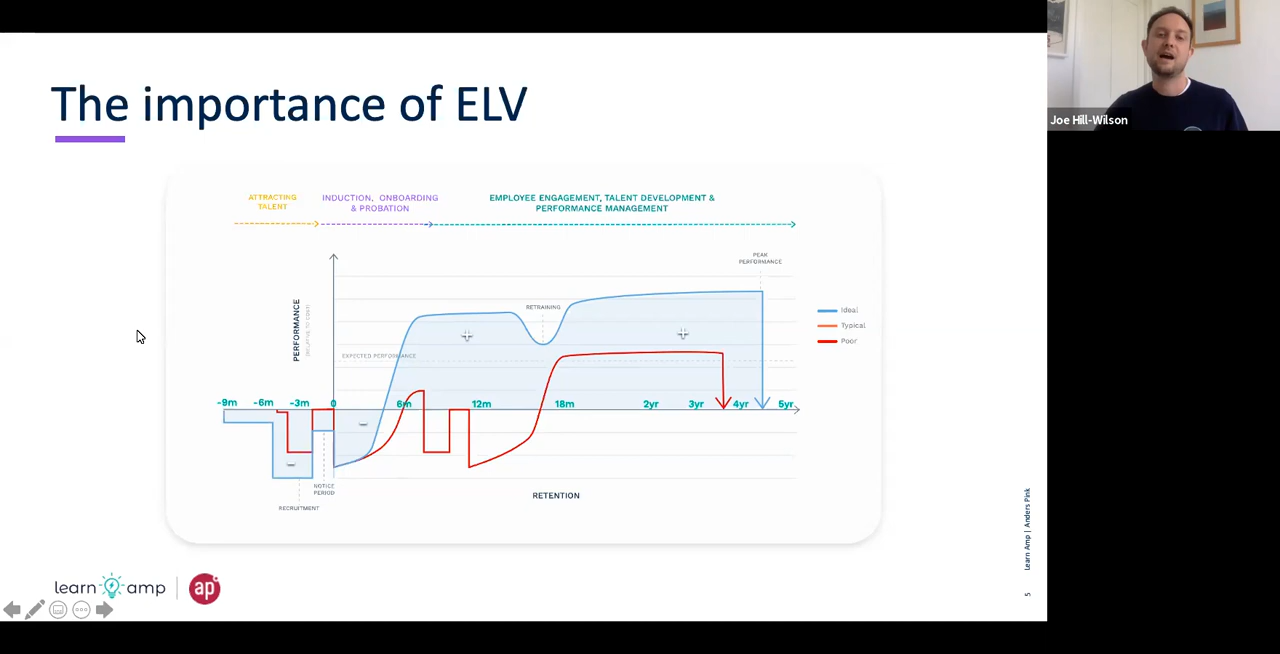 The importance of ELV
ATTRACTING
TALENT
INDUCTION, ONBOARDING
& PROBATION
EMPLOYEE ENGAGEMENT, TALENT DEVELOPMENT &
PERFORMANCE MANAGEMENT
PEAK
PERFORMANCE
PERFORMANCE
RETRAINING
EXPECTED PERFORMANCE
Ideal
Typical
Poor
-9m -6m -3m 0 6m 12m 18m 2yr 3yr 4yr 5yr
NOTICE
PERIOD
RECRUITMENT
RETENTION
learn amp
ap
Learn Amp | Anders Pink
5
Joe Hill-Wilson